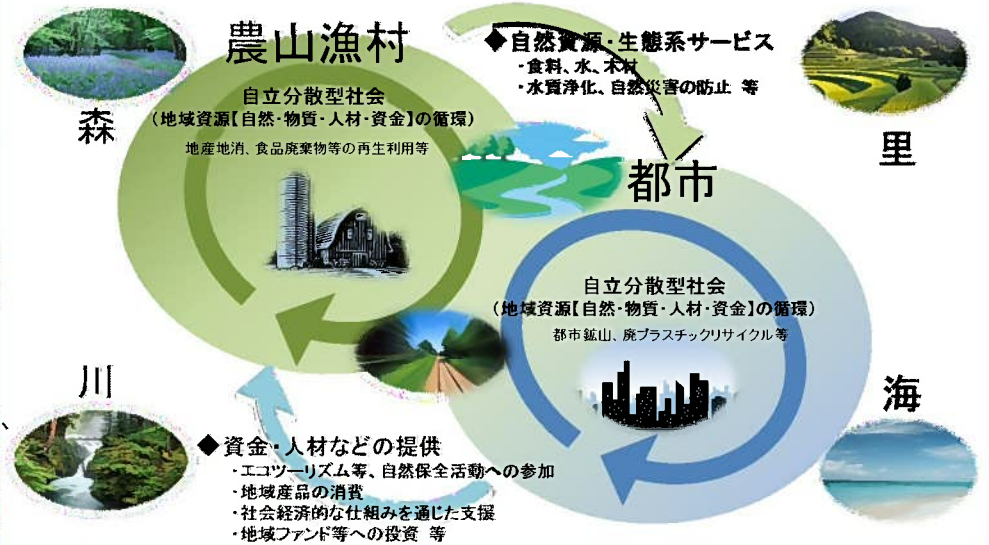 農山漁村
自立分散型社会
(地域資源【自然・物質・人材・資金】の循環)
地産地消、食品廃棄物等の再生利用等
◆自然資源・生態系サービス
・食料、水、木材
・水質浄化、自然災害の防止 等
森
里
都市
自立分散型社会
(地域資源【自然・物質・人材・資金】の循環)
都市鉱山、廃プラスチックリサイクル等
川
海
◆資金・人材などの提供
・エコツーリズム等、自然保全活動への参加
・地域産品の消費
・社会経済的な仕組みを通じた支援
・地域ファンド等への投資 等